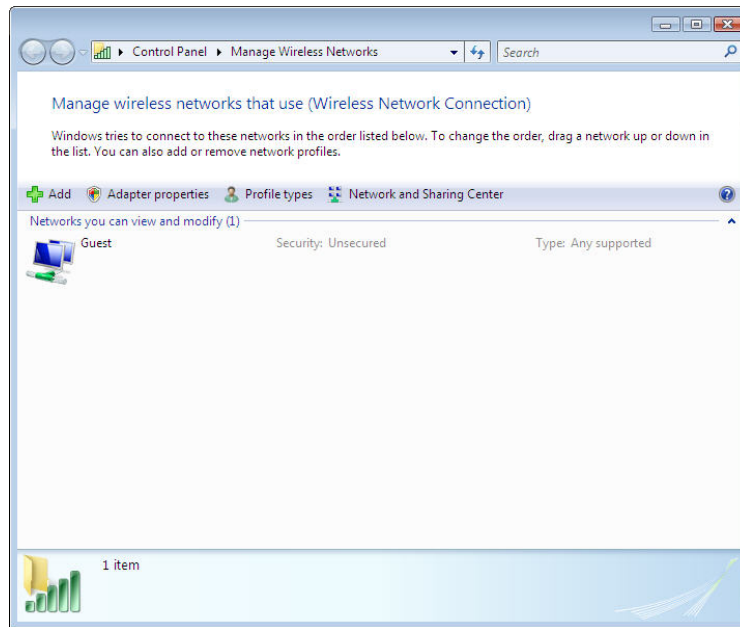 Control Panel Manage Wireless Networks Search
Manage wireless networks that use (Wireless Network Connection)
Windows tries to connect to these networks in the order listed below. To change the order, drag a network up or down in
the list. You can also add or remove network profiles.
Add Adapter properties Profile types Network and Sharing Center
Networks you can view and modify (1)
Guest Security: Unsecured Type: Any supported
1 item